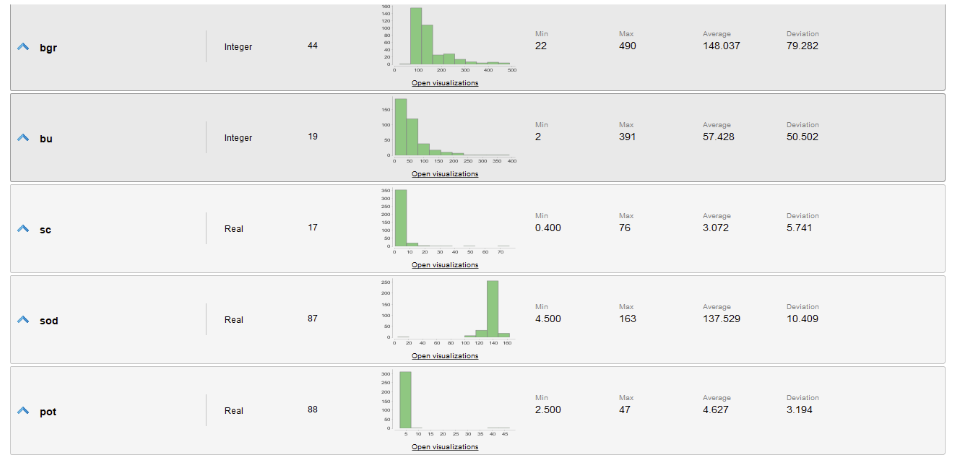 bgr Integer 44 Min Max Average Deviation
22 490 148.037 79.282
160
140
120
100
80
60
40
20
0
0 100 200 300 400 500
Open visualizations
bu Integer 19 Min Max Average Deviation
2 391 57.428 50.502
150
100
50
0
0 50 100 150 200 250 300 350 400
Open visualizations
sc Real 17 Min Max Average Deviation
0.400 76 3.072 5.741
350
300
250
200
150
100
50
0
0 10 20 30 40 50 60 70
Open visualizations
sod Real 87 Min Max Average Deviation
4.500 163 137.529 10.409
250
200
150
100
50
0
0 20 40 60 80 100 120 140 160
Open visualizations
pot Real 88 Min Max Average Deviation
2.500 47 4.627 3.194
300
250
200
150
100
50
0
5 10 15 20 25 30 35 40 45
Open visualizations